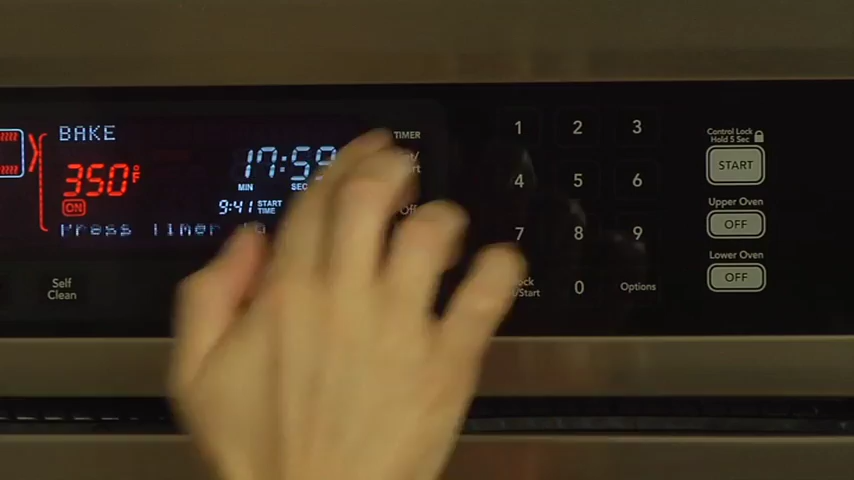 BAKE
17:59
MIN SEC
350°F
ON
9:41 START TIME
Press Timer
TIMER
Off
Self Clean
1 2 3
4 5 6
7 8 9
0 Options
Control Lock
Hold 5 Sec
START
Upper Oven
OFF
Lower Oven
OFF